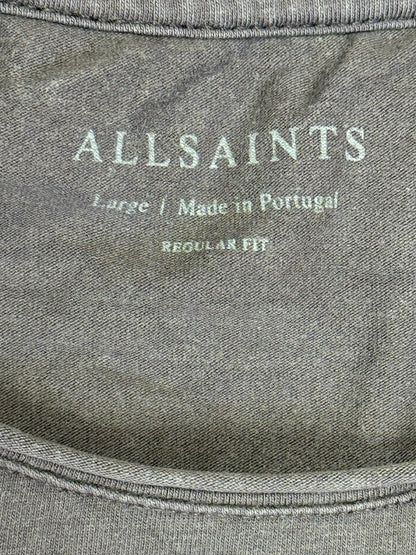 ALLSAINTS
Large / Made in Portugal
REGULAR FIT